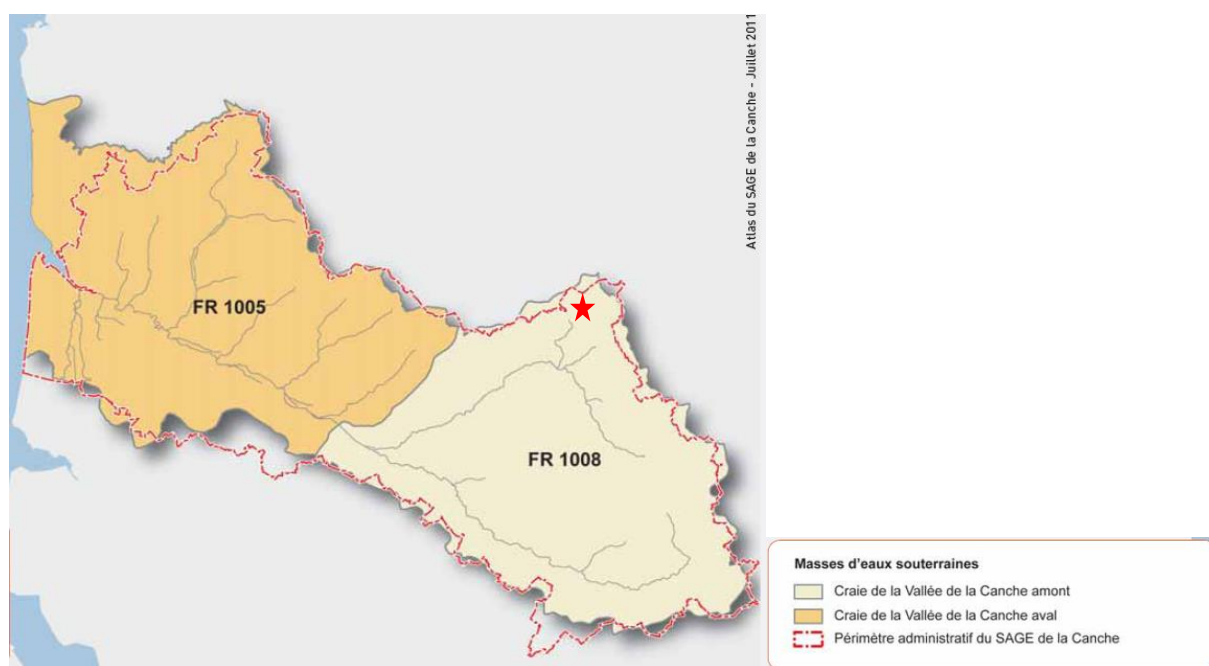 Atlas du SAGE de la Canche - Juillet 2011
FR 1005
FR 1008
Masses d'eaux souterraines
Craie de la Vallée de la Canche amont
Craie de la Vallée de la Canche aval
Périmètre administratif du SAGE de la Canche